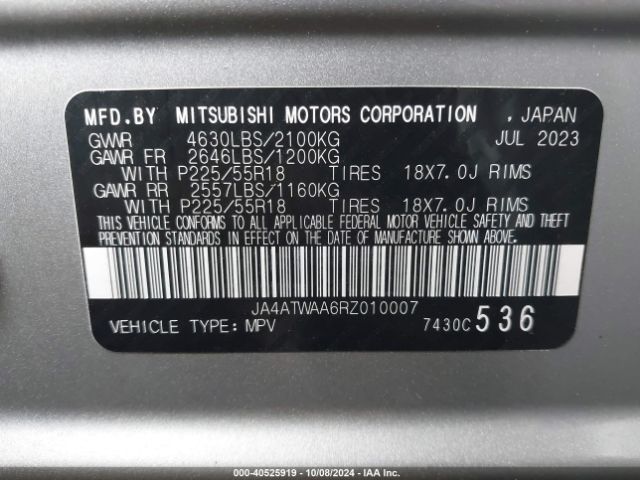 MFD.BY MITSUBISHI MOTORS CORPORATION , JAPAN
GVWR 4630LBS/2100KG JUL 2023
GAWR FR 2646LBS/1200KG
WITH P225/55R18 TIRES 18X7.0J RIMS
GAWR RR 2557LBS/1160KG
WITH P225/55R18 TIRES 18X7.0J RIMS
THIS VEHICLE CONFORMS TO ALL APPLICABLE FEDERAL MOTOR VEHICLE SAFETY AND THEFT
PREVENTION STANDARDS IN EFFECT ON THE DATE OF MANUFACTURE SHOWN ABOVE.
JA4ATWAA6RZ010007
VEHICLE TYPE: MPV 7430C 536
000-40525919 - 10/08/2024 - IAA Inc.